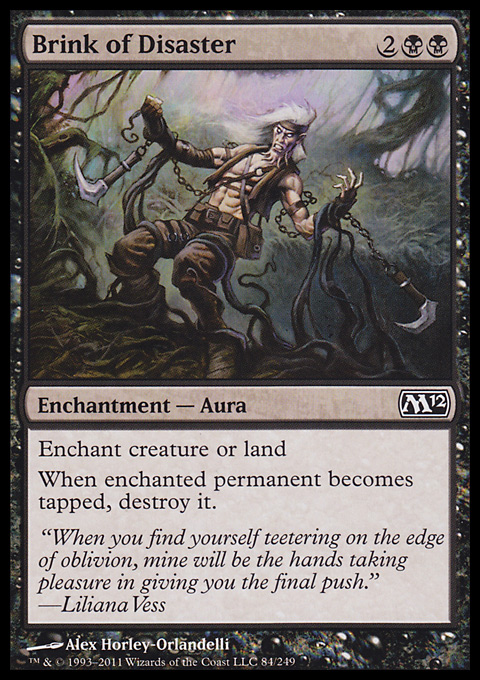 Brink of Disaster 2
Enchantment — Aura M12
Enchant creature or land
When enchanted permanent becomes
tapped, destroy it.
“When you find yourself teetering on the edge
of oblivion, mine will be the hands taking
pleasure in giving you the final push.”
—Liliana Vess
Alex Horley-Orlandelli
™ & © 1993–2011 Wizards of the Coast LLC 84/249